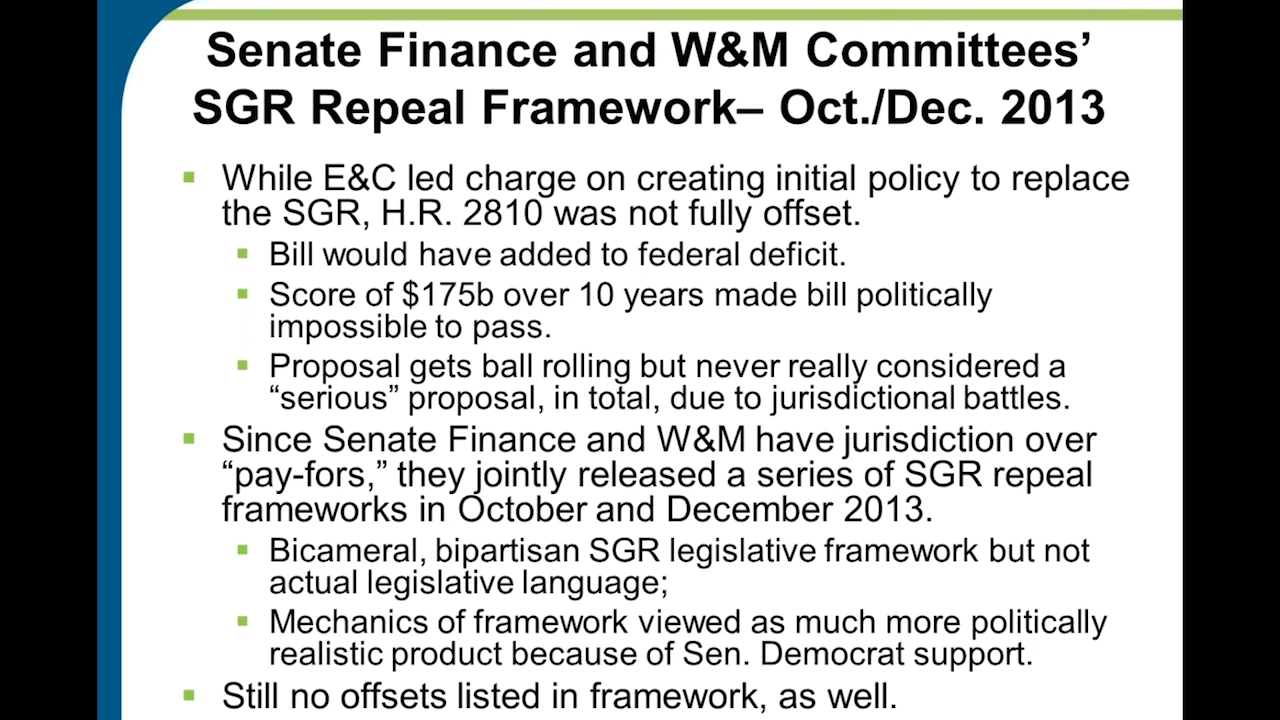 Senate Finance and W&M Committees’
SGR Repeal Framework– Oct./Dec. 2013
▪ While E&C led charge on creating initial policy to replace
the SGR, H.R. 2810 was not fully offset.
▪ Bill would have added to federal deficit.
▪ Score of $175b over 10 years made bill politically
impossible to pass.
▪ Proposal gets ball rolling but never really considered a
“serious” proposal, in total, due to jurisdictional battles.
▪ Since Senate Finance and W&M have jurisdiction over
“pay-fors,” they jointly released a series of SGR repeal
frameworks in October and December 2013.
▪ Bicameral, bipartisan SGR legislative framework but not
actual legislative language;
▪ Mechanics of framework viewed as much more politically
realistic product because of Sen. Democrat support.
▪ Still no offsets listed in framework, as well.